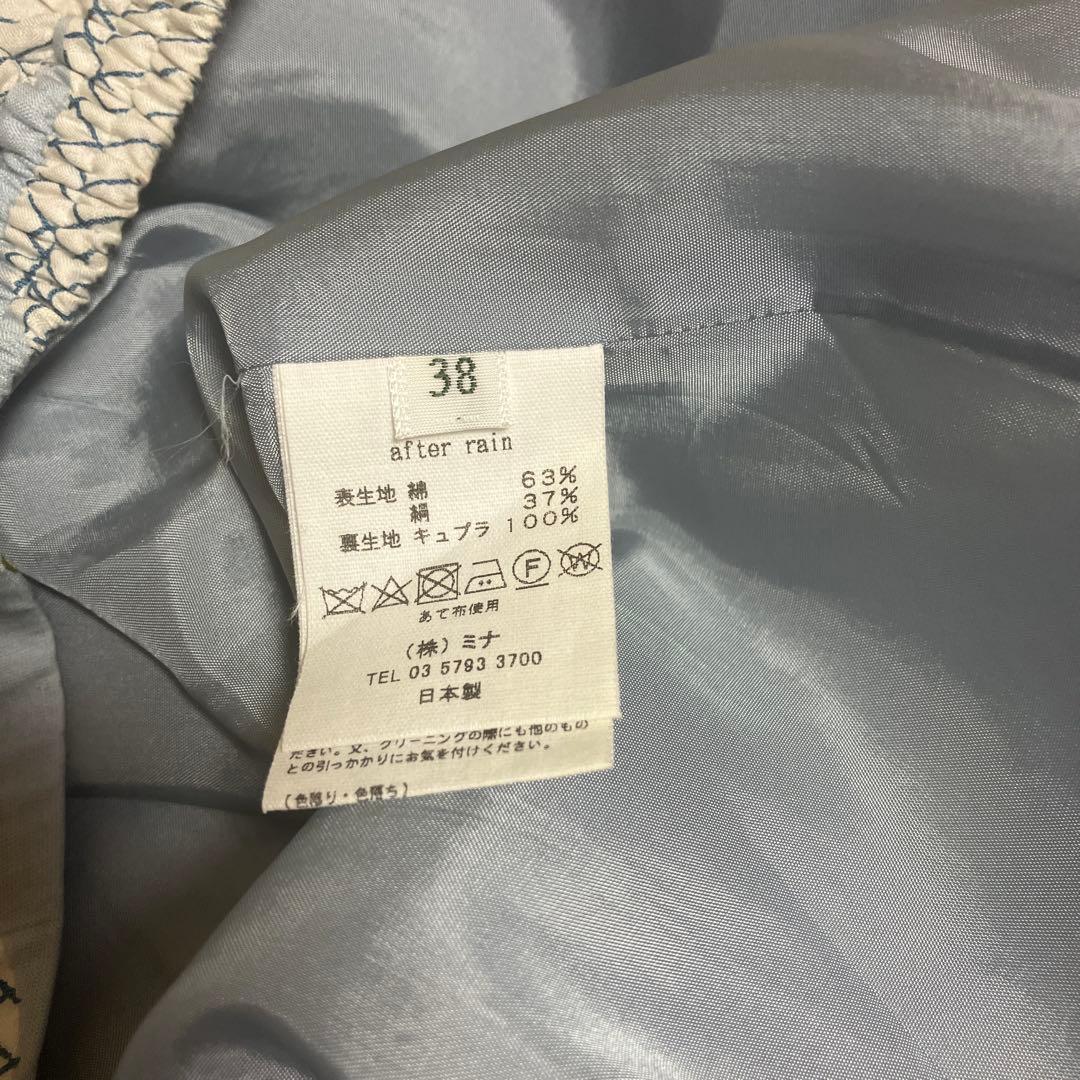 38
after rain
表生地 綿 63%
絹 37%
裏生地 キュプラ 100%
F W
あて布使用
(株)ミナ
TEL 03 5793 3700
日本製
ださい。又、クリーニングの際にも他のもの
との引っかかりにお気を付けください。
(色移り・色落ち)